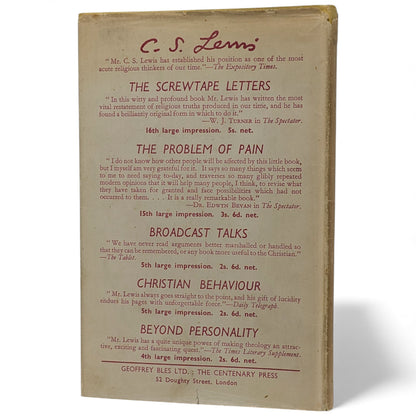 C. S. Lewis
" Mr. C. S. Lewis has established his position as one of the most
acute religious thinkers of our time."—The Expository Times.
THE SCREWTAPE LETTERS
" In this witty and profound book Mr. Lewis has written the most
vital restatement of religious truths produced in our time, and he has
found a brilliantly original form in which to do it."
—W. J. TURNER in The Spectator.
16th large impression. 5s. net.
THE PROBLEM OF PAIN
" I do not know how other people will be affected by this little book,
but I myself am very grateful for it. It says so many things which seem
to me to need saying to-day, and traverses so many glibly repeated
modern opinions that it will help many people, I think, to revise what
they have taken for granted and face possibilities which had not
occurred to them. . . . It is a really remarkable book."
—DR. EDWYN BEVAN in The Spectator.
15th large impression. 3s. 6d. net.
BROADCAST TALKS
" We have never read arguments better marshalled or handled so
that they can be remembered, or any book more useful to the Christian."
—The Tablet.
5th large impression. 2s. 6d. net.
CHRISTIAN BEHAVIOUR
" Mr. Lewis always goes straight to the point, and his gift of lucidity
endues his pages with unforgettable force."—Daily Telegraph.
5th large impression. 2s. 6d. net.
BEYOND PERSONALITY
" Mr. Lewis has a quite unique power of making theology an attrac-
tive, exciting and fascinating quest."—The Times Literary Supplement.
4th large impression. 2s. 6d. net.
GEOFFREY BLES LTD. : THE CENTENARY PRESS
52 Doughty Street, London